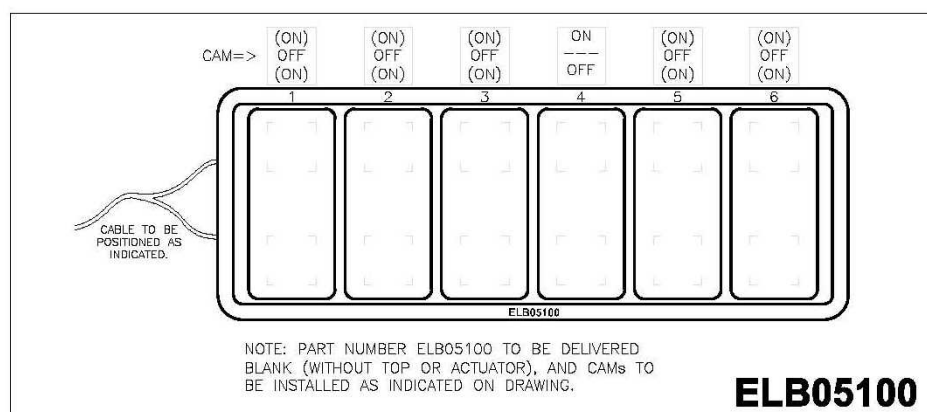 CAM=>
(ON) (ON) (ON) ON (ON) (ON)
OFF OFF OFF --- OFF OFF
(ON) (ON) (ON) OFF (ON) (ON)
1 2 3 4 5 6
CABLE TO BE
POSITIONED AS
INDICATED.
ELB05100
NOTE: PART NUMBER ELB05100 TO BE DELIVERED
BLANK (WITHOUT TOP OR ACTUATOR), AND CAMs TO
BE INSTALLED AS INDICATED ON DRAWING.
ELB05100